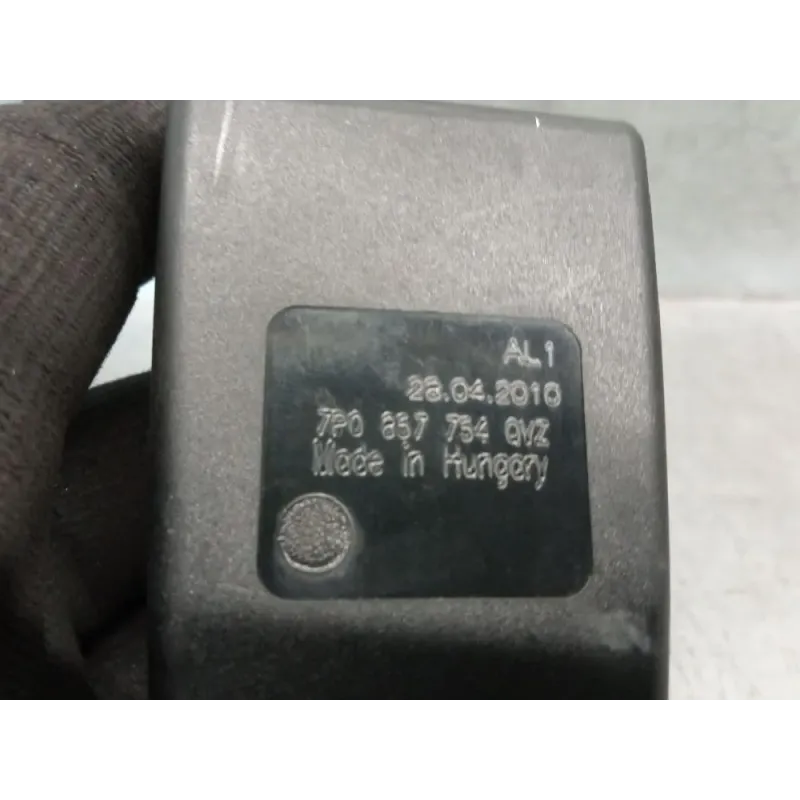 AL1
28.04.2010
7P0 857 754 QVZ
Made in Hungary